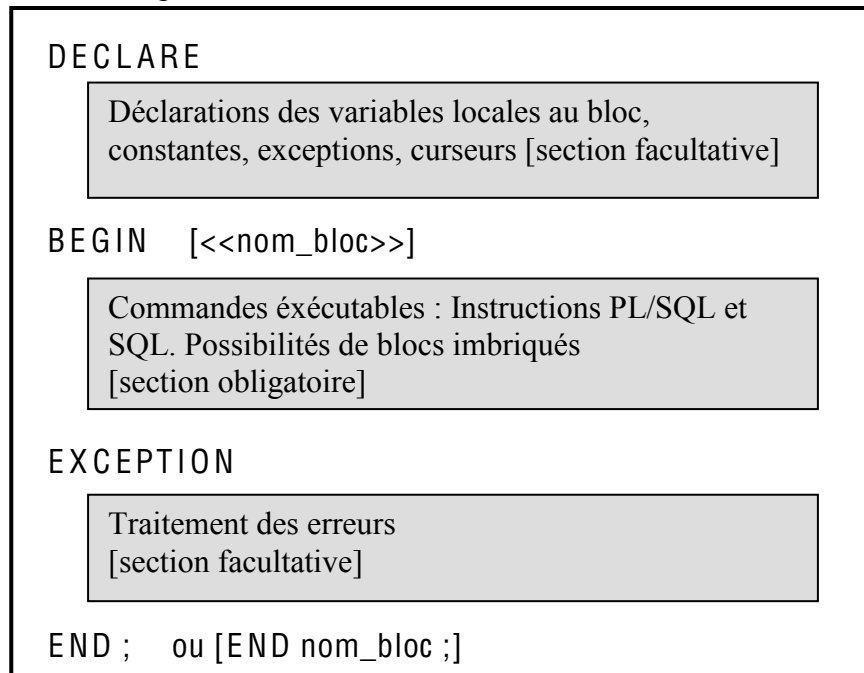 DECLARE
Déclarations des variables locales au bloc,
constantes, exceptions, curseurs [section facultative]
BEGIN [<<nom_bloc>>]
Commandes éxécutables : Instructions PL/SQL et
SQL. Possibilités de blocs imbriqués
[section obligatoire]
EXCEPTION
Traitement des erreurs
[section facultative]
END ; ou [END nom_bloc ;]